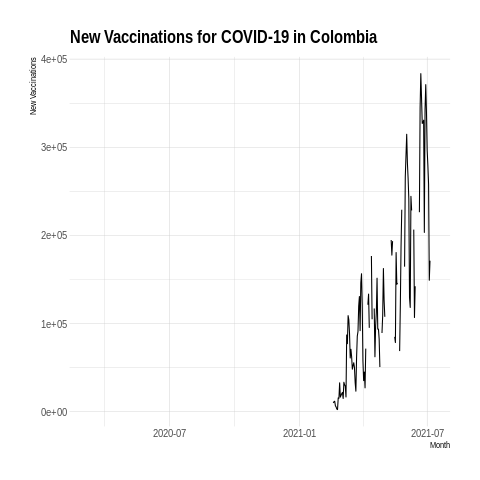 New Vaccinations for COVID-19 in Colombia
New Vaccinations
4e+05
3e+05
2e+05
1e+05
0e+00
2020-07
2021-01
2021-07
Month